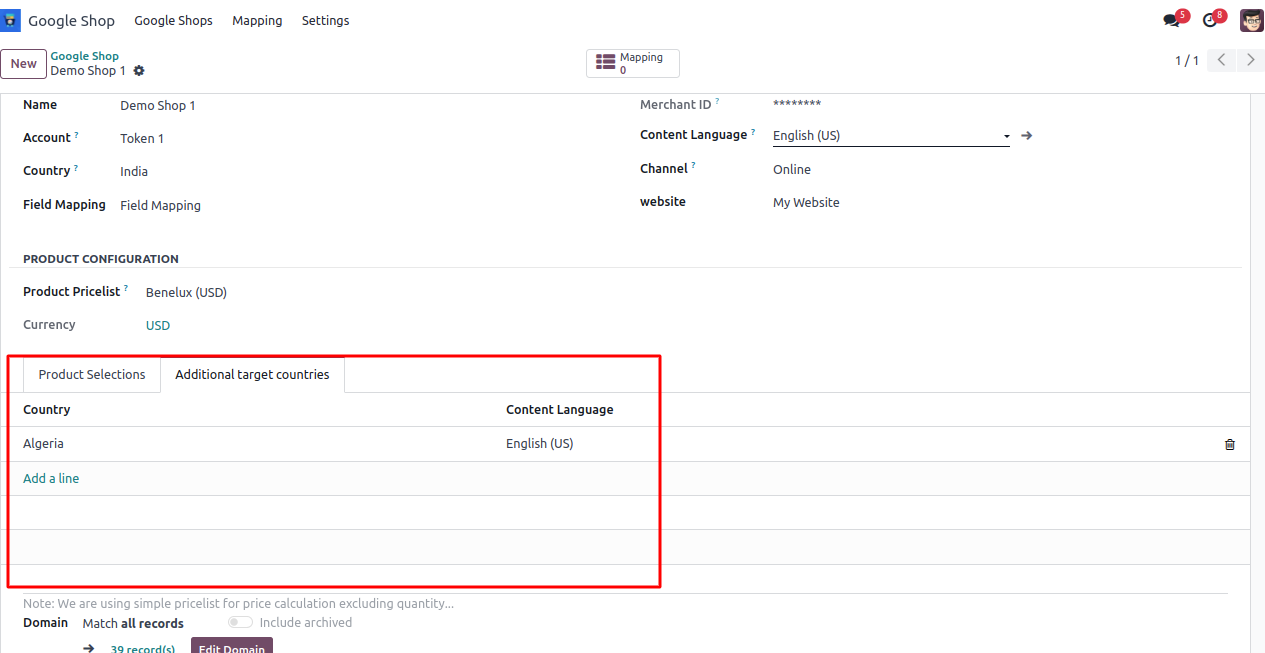 Google Shop Google Shops Mapping Settings 5 8
New Google Shop Mapping
Demo Shop 1 0 1 / 1
Name Demo Shop 1 Merchant ID ? ********
Account ? Token 1 Content Language ? English (US)
Country ? India Channel ? Online
Field Mapping Field Mapping website My Website
PRODUCT CONFIGURATION
Product Pricelist ? Benelux (USD)
Currency USD
Product Selections Additional target countries
Country Content Language
Algeria English (US)
Add a line
Note: We are using simple pricelist for price calculation excluding quantity...
Domain Match all records Include archived
39 record(s) Edit Domain